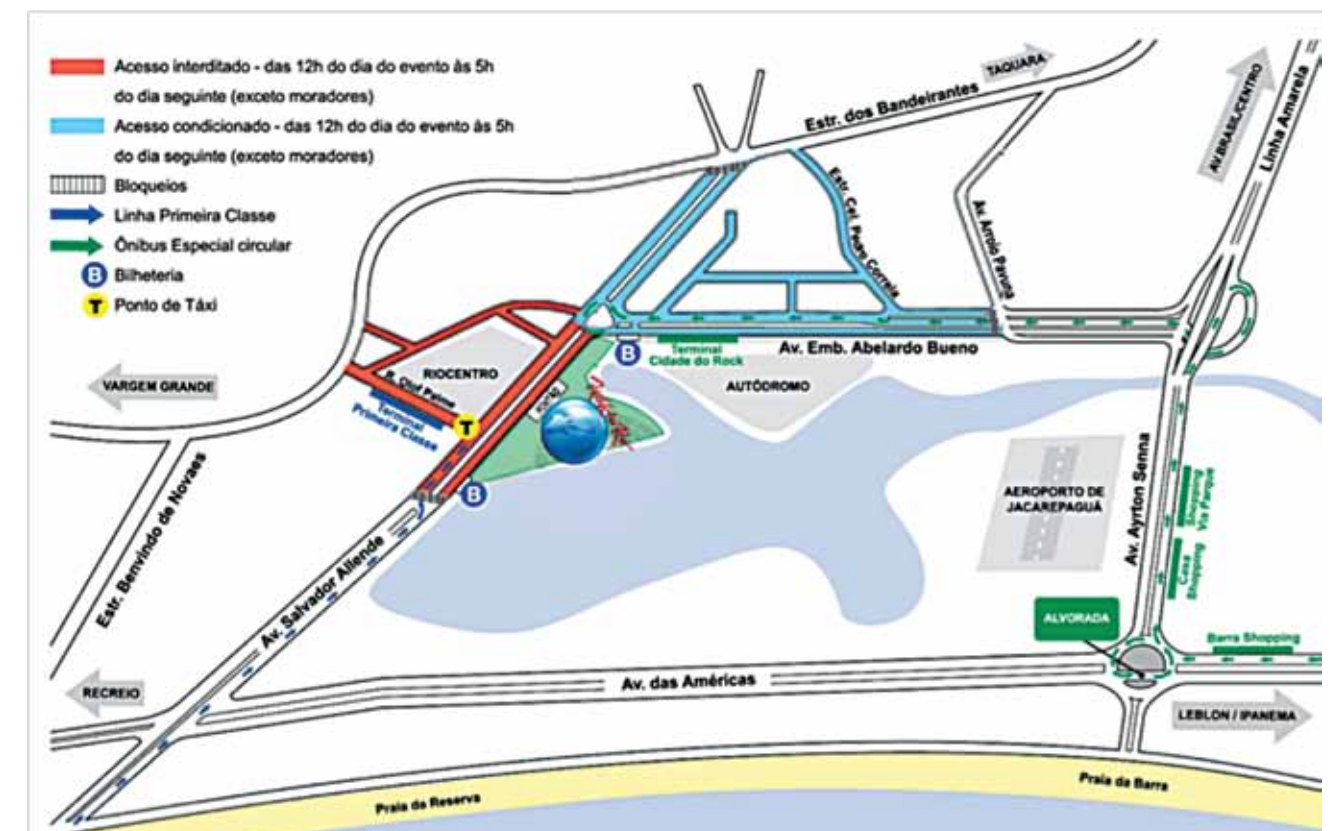 Acesso interditado - das 12h do dia do evento às 5h
do dia seguinte (exceto moradores)
Acesso condicionado - das 12h do dia do evento às 5h
do dia seguinte (exceto moradores)
Bloqueios
Linha Primeira Classe
Ônibus Especial circular
B Bilheteria
T Ponto de Táxi
TAQUARA
Estr. dos Bandeirantes
AV.BRASIL/CENTRO
Linha Amarela
Estr. Cel. Pedro Correia
Av. Arroio Pavuna
VARGEM GRANDE
RIOCENTRO
R. Olof Palme
Terminal
Primeira Classe
T
B
B
Terminal
Cidade do Rock
Av. Emb. Abelardo Bueno
AUTÓDROMO
Estr. Benvindo de Novaes
Av. Salvador Allende
AEROPORTO DE
JACAREPAGUÁ
Av. Ayrton Senna
Shopping
Via Parque
Casa
Shopping
ALVORADA
Barra Shopping
RECREIO
Av. das Américas
LEBLON / IPANEMA
Praia da Reserva
Praia da Barra